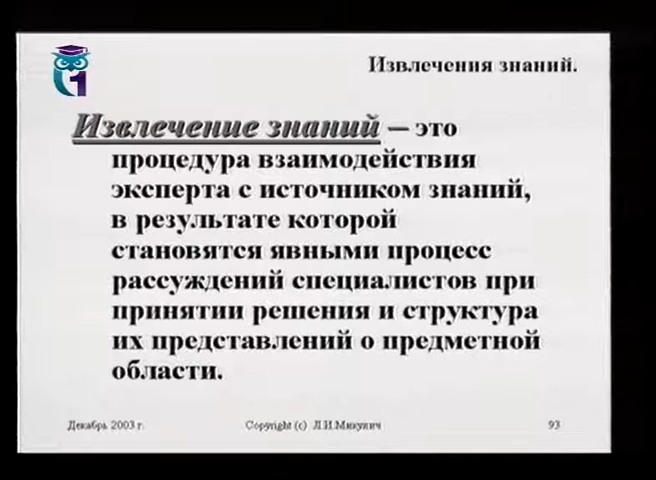 1
Извлечения знаний.
Извлечение знаний – это
процедура взаимодействия
эксперта с источником знаний,
в результате которой
становятся явными процесс
рассуждений специалистов при
принятии решения и структура
их представлений о предметной
области.
Декабрь 2003 г.
Copyright (c) Л.И.Микулич
93